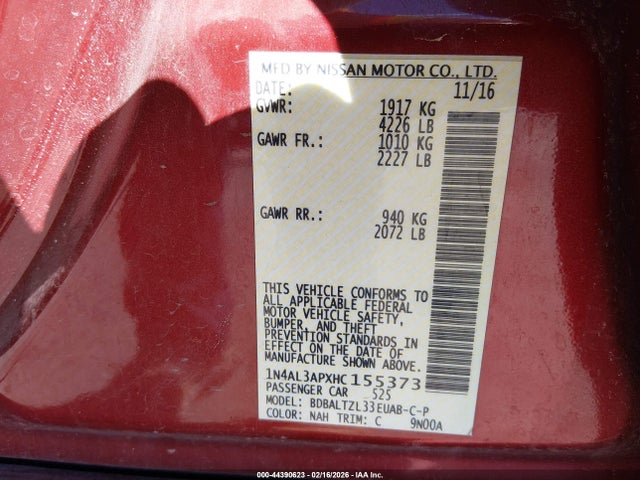 MFD BY NISSAN MOTOR CO., LTD.
DATE: 11/16
GVWR: 1917 KG
4226 LB
GAWR FR.: 1010 KG
2227 LB
GAWR RR.: 940 KG
2072 LB
THIS VEHICLE CONFORMS TO
ALL APPLICABLE FEDERAL
MOTOR VEHICLE SAFETY,
BUMPER, AND THEFT
PREVENTION STANDARDS IN
EFFECT ON THE DATE OF
MANUFACTURE SHOWN ABOVE.
1N4AL3APXHC155373
PASSENGER CAR 525
MODEL: BDBALTZL33EUAB-C-P
COLOR: NAH TRIM: C 9N00A
000-44390623 - 02/16/2026 - IAA Inc.